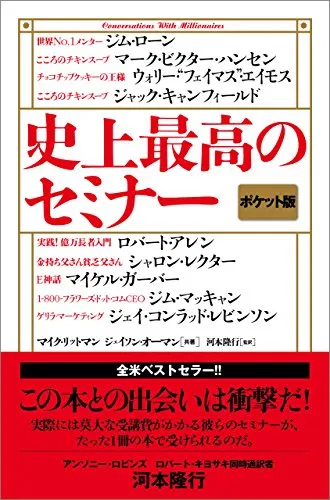 Conversations With Millionaires
世界No.1メンター ジム・ローン
こころのチキンスープ マーク・ビクター・ハンセン
チョコチップクッキーの王様 ウォリー“フェイマス”エイモス
こころのチキンスープ ジャック・キャンフィールド
史上最高の
セミナー
ポケット版
実践!億万長者入門 ロバート・アレン
金持ち父さん貧乏父さん シャロン・レクター
E神話 マイケル・ガーバー
1-800-フラワーズドットコムCEO ジム・マッキャン
ゲリラ・マーケティング ジェイ・コンラッド・レビンソン
マイク・リットマン ジェイソン・オーマン[共著] 河本隆行[監訳]
全米ベストセラー!!
この本との出会いは衝撃だ!
実際には莫大な受講費がかかる彼らのセミナーが、
たった1冊の本で受けられるのだ。
アンソニー・ロビンズ ロバート・キヨサキ同時通訳者
河本隆行